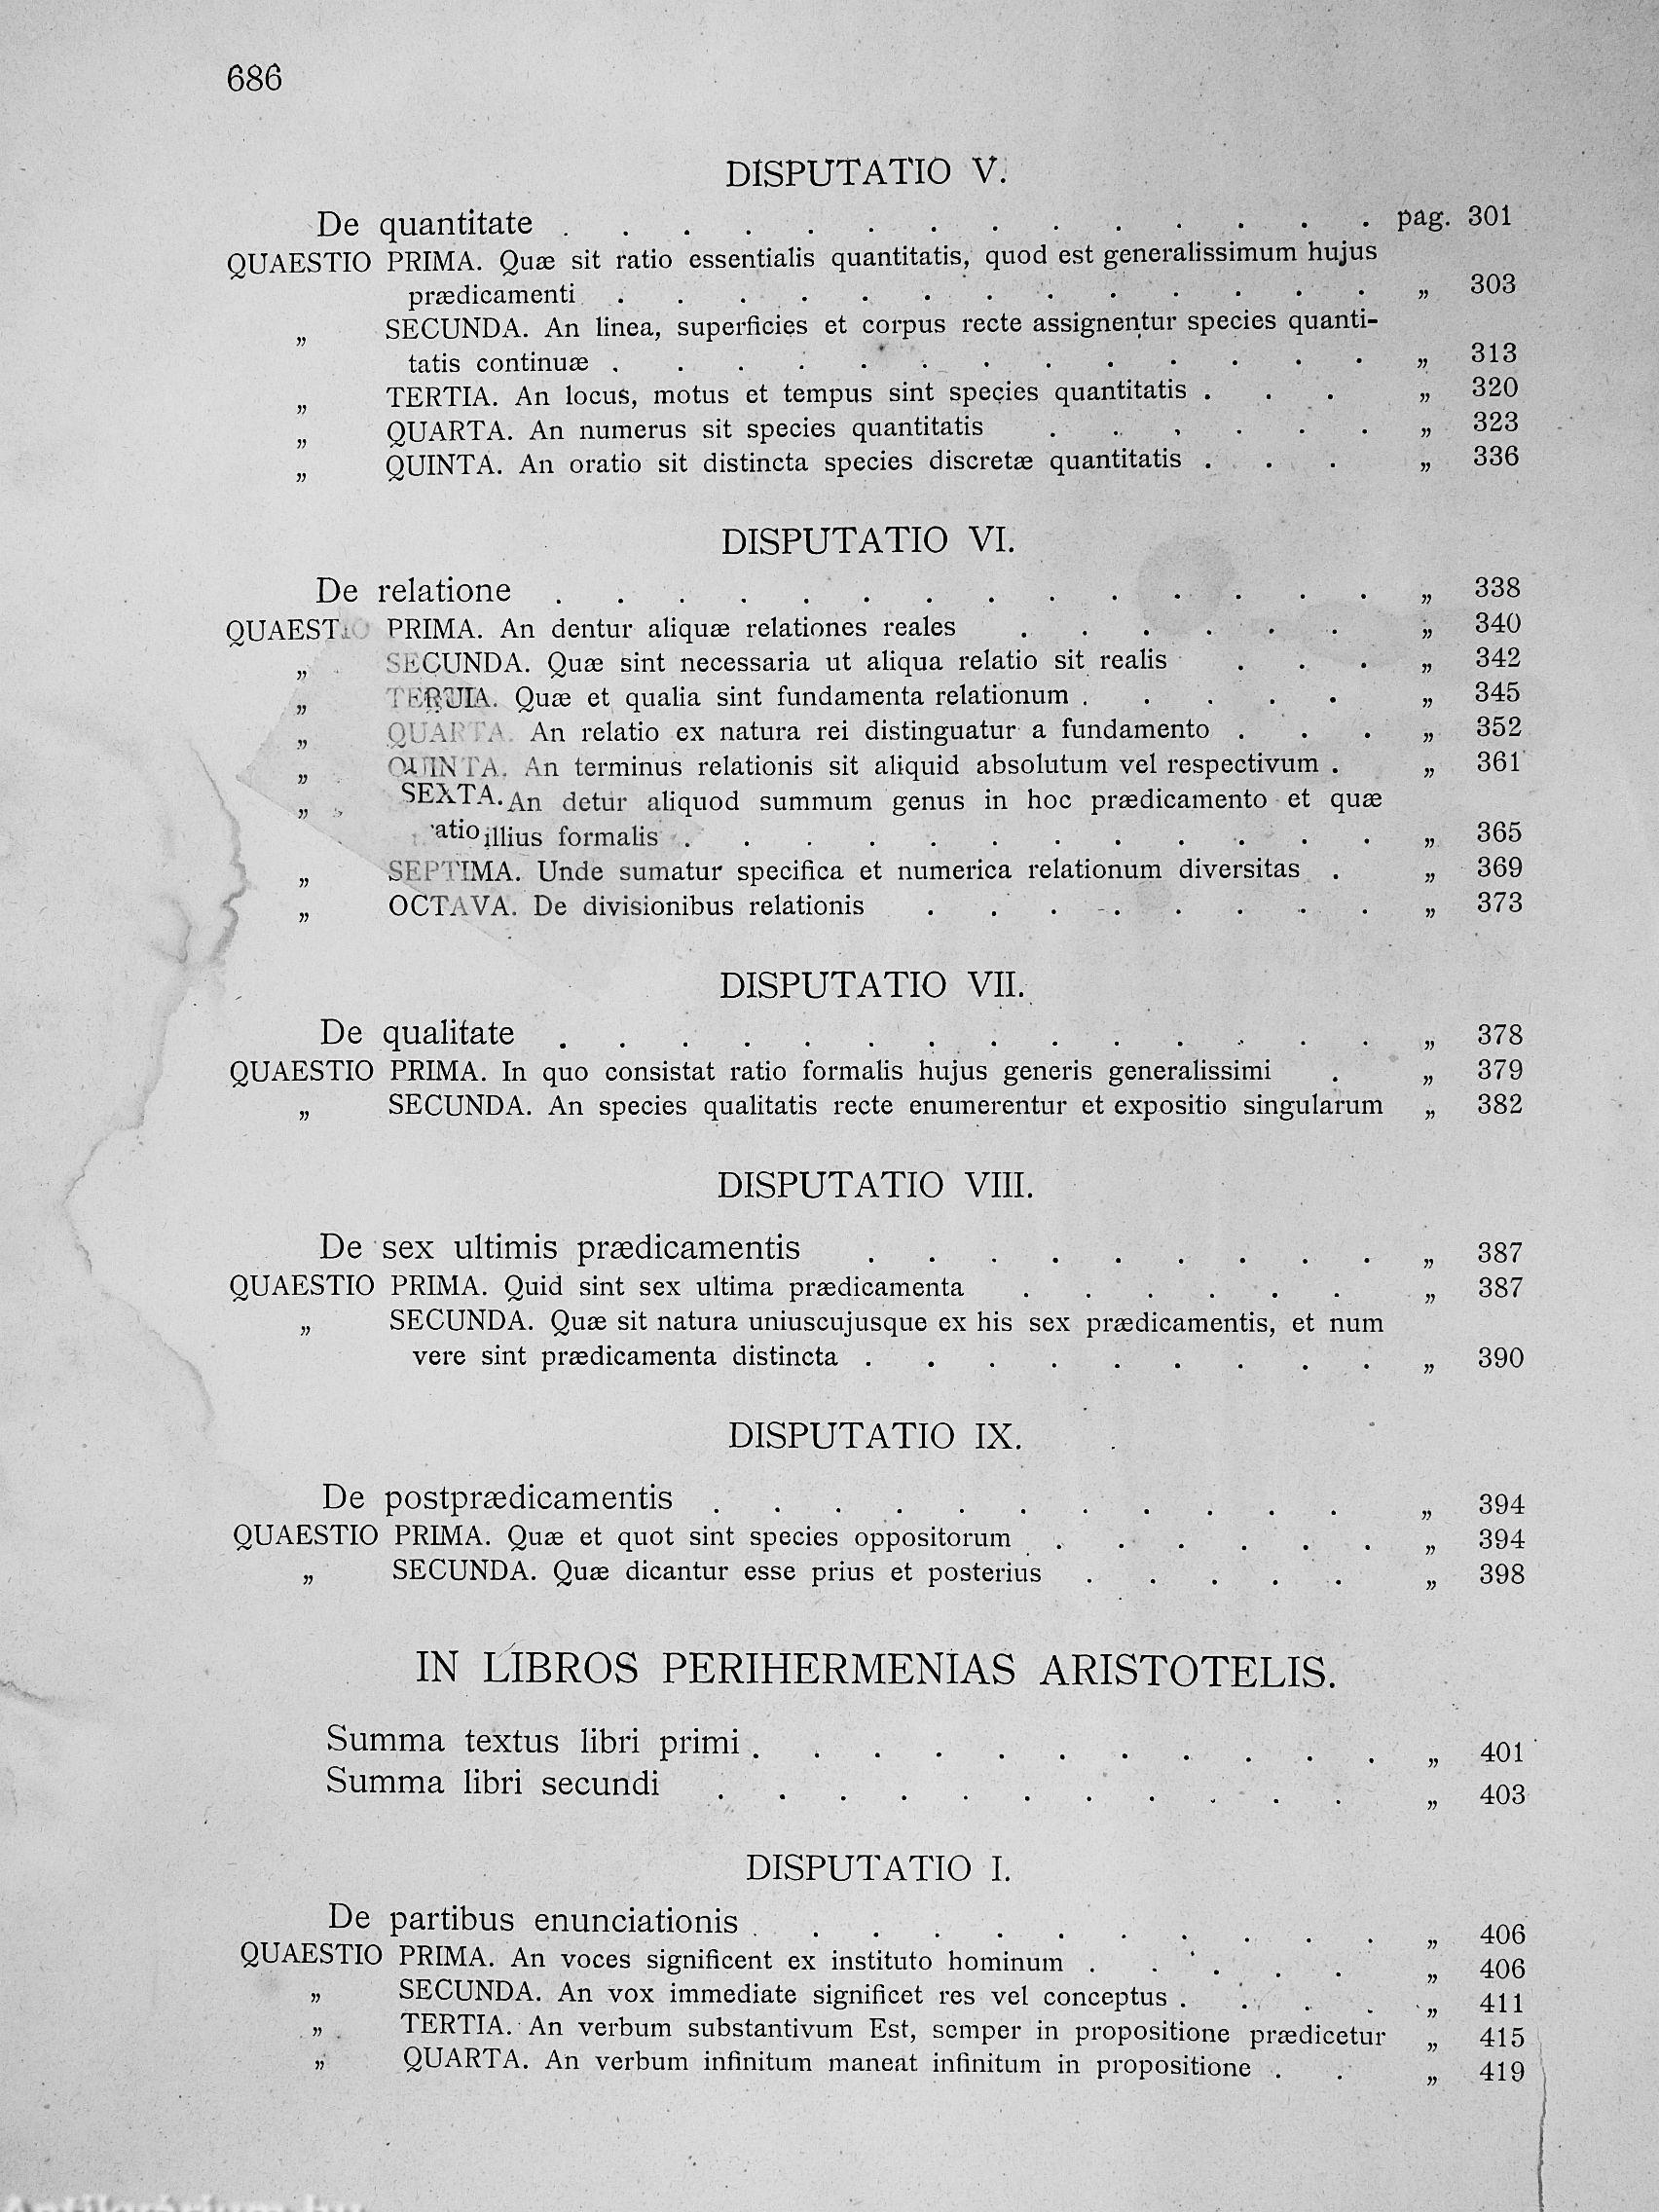 686
DISPUTATIO V.
De quantitate . . . . . . . . . . . . . . pag. 301
QUAESTIO PRIMA. Quæ sit ratio essentialis quantitatis, quod est generalissimum hujus
prædicamenti . . . . . . . . . . . . . „ 303
„ SECUNDA. An linea, superficies et corpus recte assignentur species quanti-
tatis continuæ . . . . . . . . . . . . . „ 313
„ TERTIA. An locus, motus et tempus sint species quantitatis . . . „ 320
„ QUARTA. An numerus sit species quantitatis . . . . . . „ 323
„ QUINTA. An oratio sit distincta species discretæ quantitatis . . . „ 336
DISPUTATIO VI.
De relatione . . . . . . . . . . . . . . „ 338
QUAESTIO PRIMA. An dentur aliquæ relationes reales . . . . . . „ 340
„ SECUNDA. Quæ sint necessaria ut aliqua relatio sit realis . . . „ 342
„ TERTIA. Quæ et qualia sint fundamenta relationum . . . . . „ 345
„ QUARTA. An relatio ex natura rei distinguatur a fundamento . . . „ 352
„ QUINTA. An terminus relationis sit aliquid absolutum vel respectivum . „ 361
„ SEXTA. An detur aliquod summum genus in hoc prædicamento et quæ
ratio illius formalis . . . . . . . . . . . . „ 365
„ SEPTIMA. Unde sumatur specifica et numerica relationum diversitas . „ 369
„ OCTAVA. De divisionibus relationis . . . . . . . . „ 373
DISPUTATIO VII.
De qualitate . . . . . . . . . . . . . . „ 378
QUAESTIO PRIMA. In quo consistat ratio formalis hujus generis generalissimi . „ 379
„ SECUNDA. An species qualitatis recte enumerentur et expositio singularum „ 382
DISPUTATIO VIII.
De sex ultimis prædicamentis . . . . . . . . . „ 387
QUAESTIO PRIMA. Quid sint sex ultima prædicamenta . . . . . . „ 387
„ SECUNDA. Quæ sit natura uniuscujusque ex his sex prædicamentis, et num
vere sint prædicamenta distincta . . . . . . . . . „ 390
DISPUTATIO IX.
De postprædicamentis . . . . . . . . . . . „ 394
QUAESTIO PRIMA. Quæ et quot sint species oppositorum . . . . . . „ 394
„ SECUNDA. Quæ dicantur esse prius et posterius . . . . . „ 398
IN LIBROS PERIHERMENIAS ARISTOTELIS.
Summa textus libri primi . . . . . . . . . . . „ 401
Summa libri secundi . . . . . . . . . . . „ 403
DISPUTATIO I.
De partibus enunciationis . . . . . . . . . . . „ 406
QUAESTIO PRIMA. An voces significent ex instituto hominum . . . . . „ 406
„ SECUNDA. An vox immediate significet res vel conceptus . . . . „ 411
„ TERTIA. An verbum substantivum Est, semper in propositione prædicetur „ 415
„ QUARTA. An verbum infinitum maneat infinitum in propositione . . „ 419